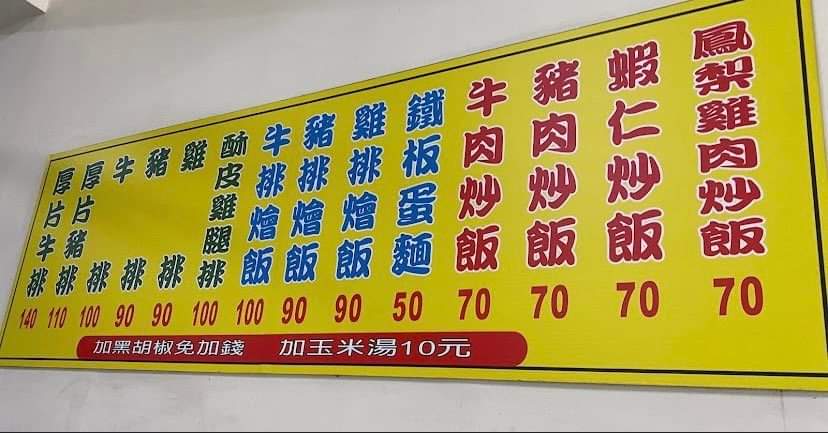 鳳梨雞肉炒飯 70
蝦仁炒飯 70
豬肉炒飯 70
牛肉炒飯 70
鐵板蛋麵 50
雞排燴飯 90
豬排燴飯 90
牛排燴飯 100
酥皮雞腿排 100
雞排 90
豬排 90
牛排 100
厚片豬排 110
厚片牛排 140
加黑胡椒免加錢 加玉米湯10元